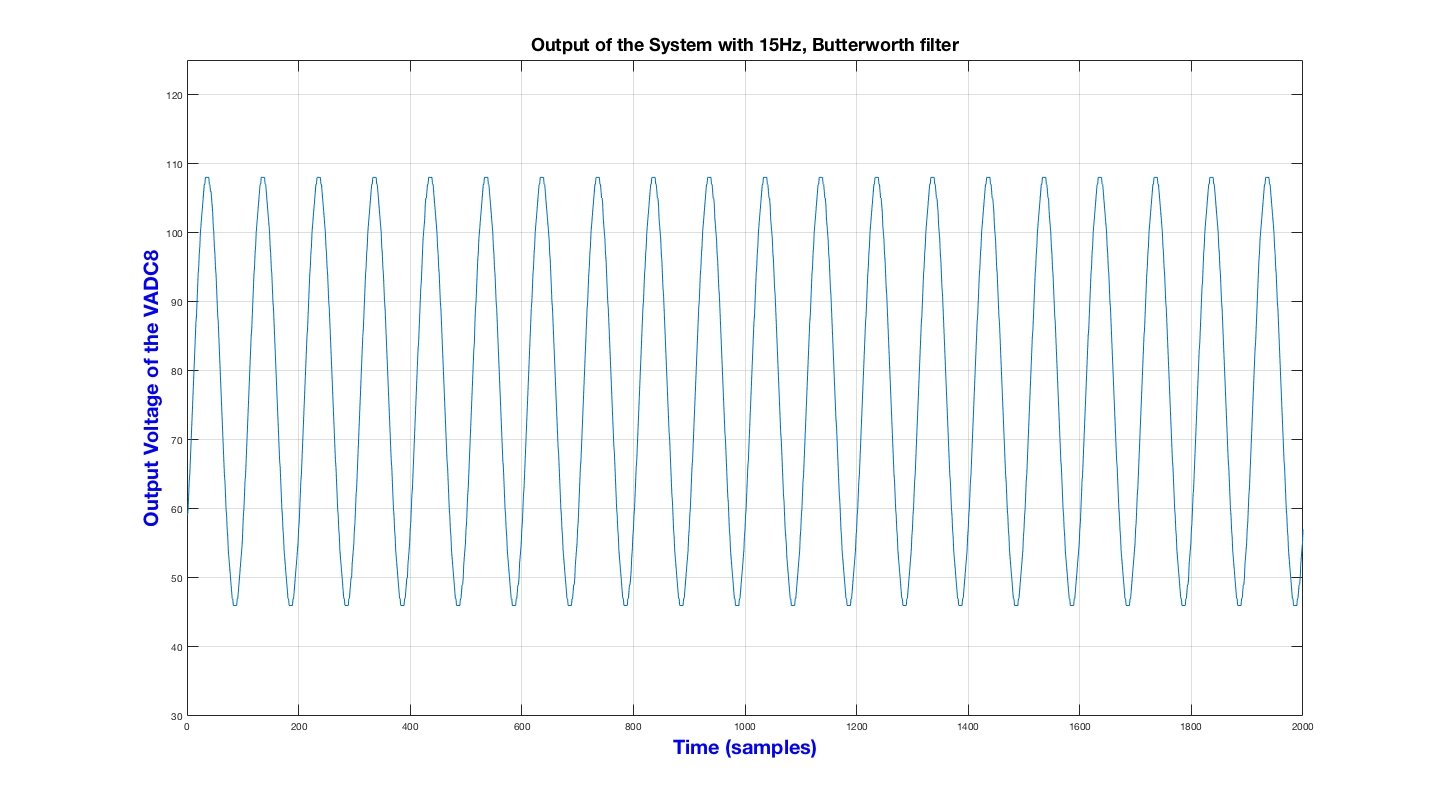 Output of the System with 15Hz, Butterworth filter
120
110
100
90
80
70
60
50
40
30
Output Voltage of the VADC8
0 200 400 600 800 1000 1200 1400 1600 1800 2000
Time (samples)